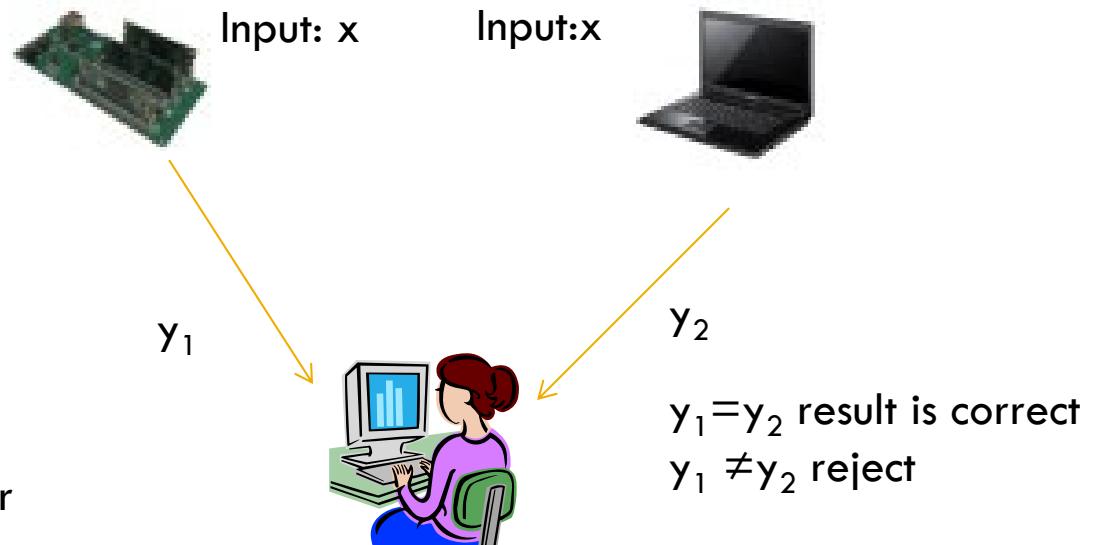 Input: x
Input:x
y₁
y₂
y₁=y₂ result is correct
y₁ ≠y₂ reject
r